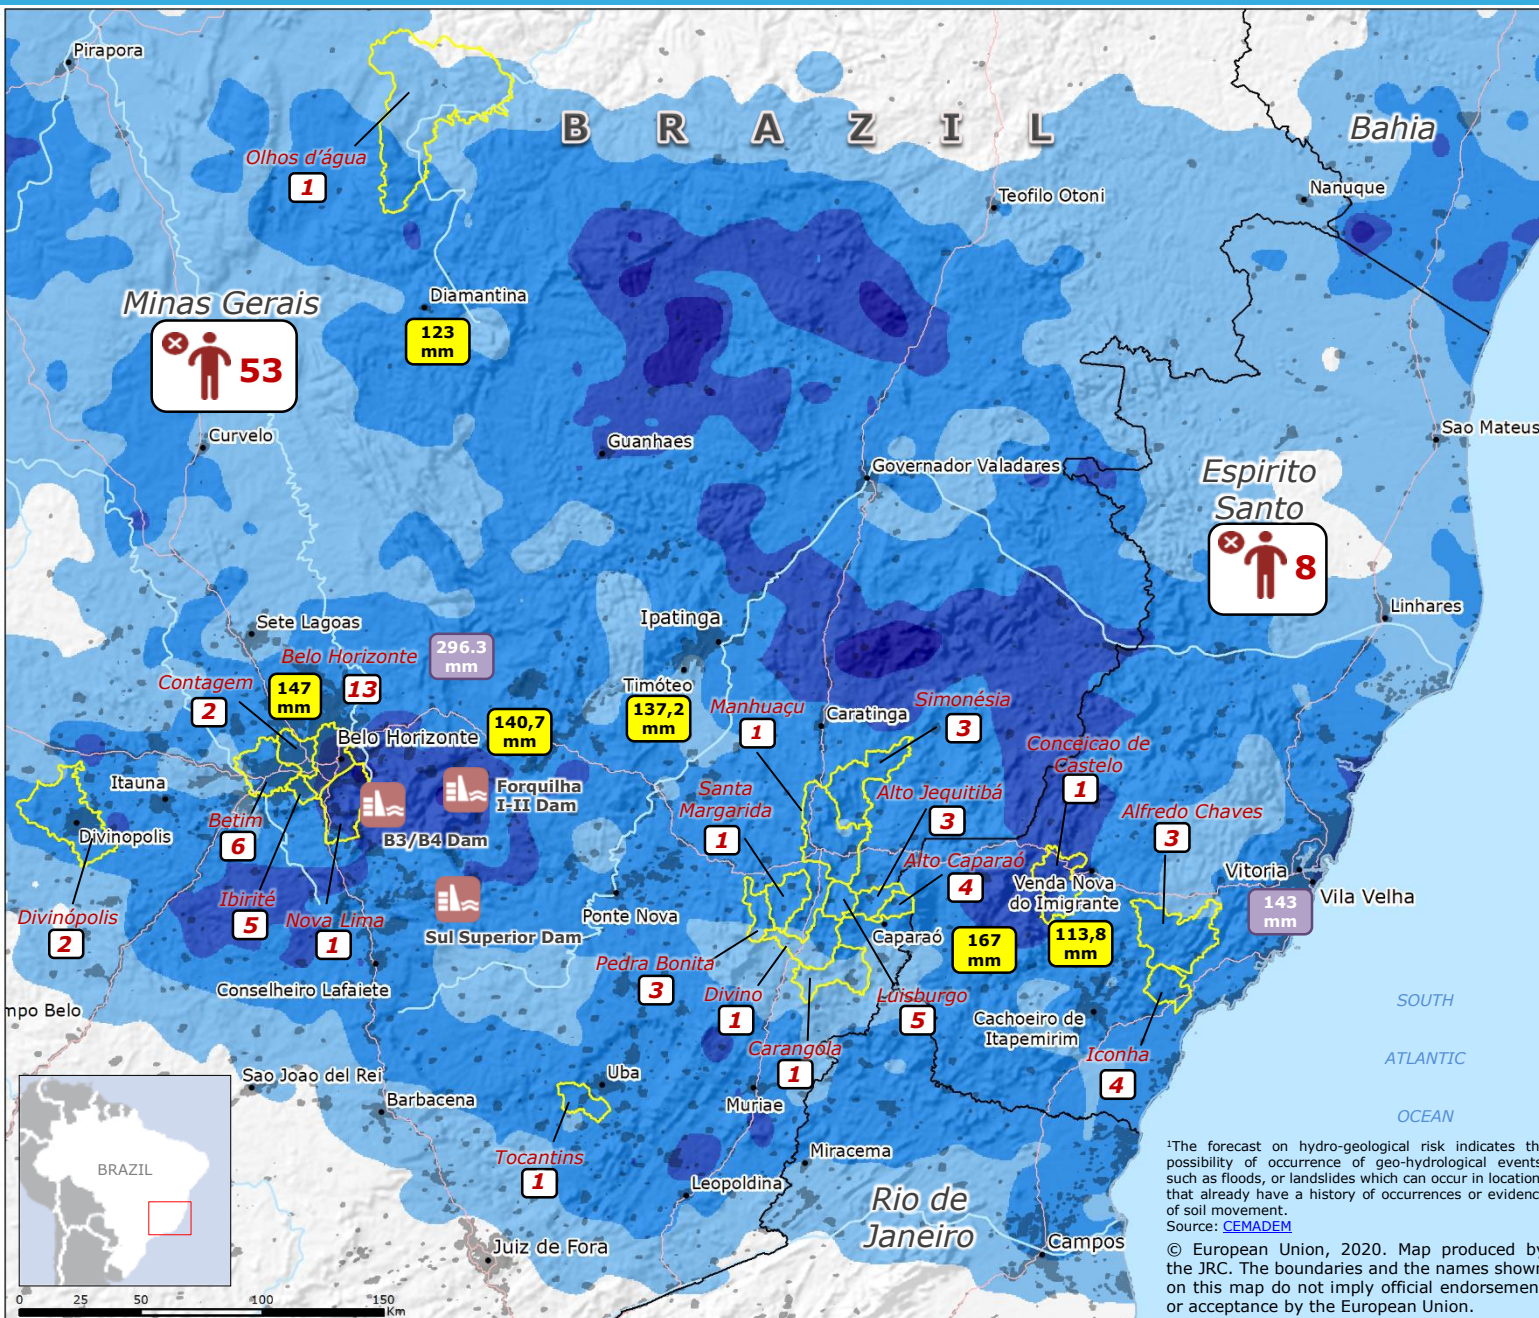 Pirapora
B R A Z I L
Bahia
Olhos d'água
1
Nanuque
Teofilo Otoni
Minas Gerais
53
Diamantina
123
mm
Curvelo
Guanhaes
Sao Mateus
Governador Valadares
Espirito
Santo
8
Linhares
Sete Lagoas
Ipatinga
Belo Horizonte
13
296.3
mm
Contagem
2
147
mm
Timóteo
137,2
mm
Manhuaçu
1
Simonésia
3
Caratinga
Belo Horizonte
140,7
mm
Conceicao de
Castelo
1
Itauna
Forquilha
I-II Dam
Santa
Margarida
1
Alto Jequitibá
3
Alfredo Chaves
3
Divinopolis
Betim
6
B3/B4 Dam
Alto Caparaó
4
Venda Nova
do Imigrante
Vitoria
Vila Velha
143
mm
Divinópolis
2
Ibirité
5
Nova Lima
1
Sul Superior Dam
Ponte Nova
Caparaó
167
mm
113,8
mm
Pedra Bonita
3
Divino
1
Luisburgo
5
Conselheiro Lafaiete
mpo Belo
Cachoeiro de
Itapemirim
SOUTH
ATLANTIC
OCEAN
Carangola
1
Iconha
4
Sao Joao del Rei
Barbacena
Uba
Muriae
Tocantins
1
Miracema
Leopoldina
Rio de
Janeiro
Juiz de Fora
Campos
BRAZIL
0 50 100 150
Km
¹The forecast on hydro-geological risk indicates th
possibility of occurrence of geo-hydrological events
such as floods, or landslides which can occur in location
that already have a history of occurrences or evidenc
of soil movement.
Source: CEMADEM
© European Union, 2020. Map produced by
the JRC. The boundaries and the names shown
on this map do not imply official endorsemen
or acceptance by the European Union.